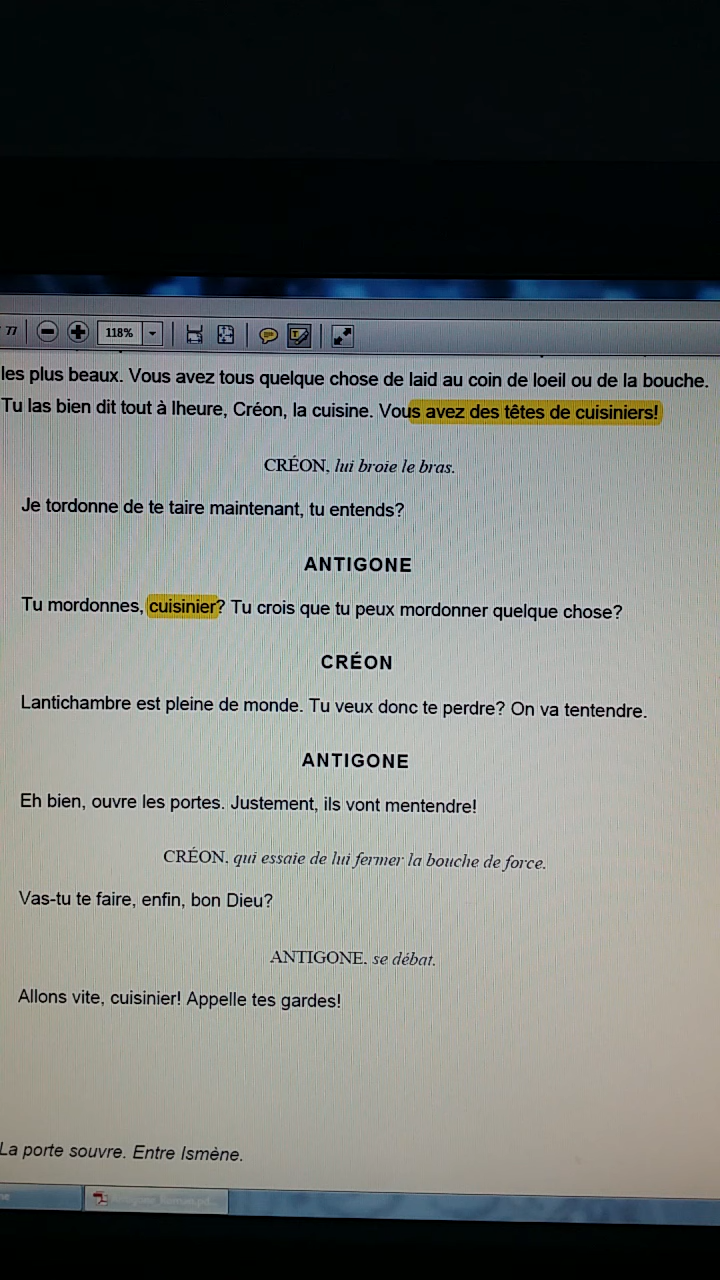 77
118%
les plus beaux. Vous avez tous quelque chose de laid au coin de loeil ou de la bouche.
Tu las bien dit tout à lheure, Créon, la cuisine. Vous avez des têtes de cuisiniers!
CRÉON, lui broie le bras.
Je tordonne de te taire maintenant, tu entends?
ANTIGONE
Tu mordonnes, cuisinier? Tu crois que tu peux mordonner quelque chose?
CRÉON
Lantichambre est pleine de monde. Tu veux donc te perdre? On va tentendre.
ANTIGONE
Eh bien, ouvre les portes. Justement, ils vont mentendre!
CRÉON, qui essaie de lui fermer la bouche de force.
Vas-tu te faire, enfin, bon Dieu?
ANTIGONE, se débat.
Allons vite, cuisinier! Appelle tes gardes!
La porte souvre. Entre Ismène.